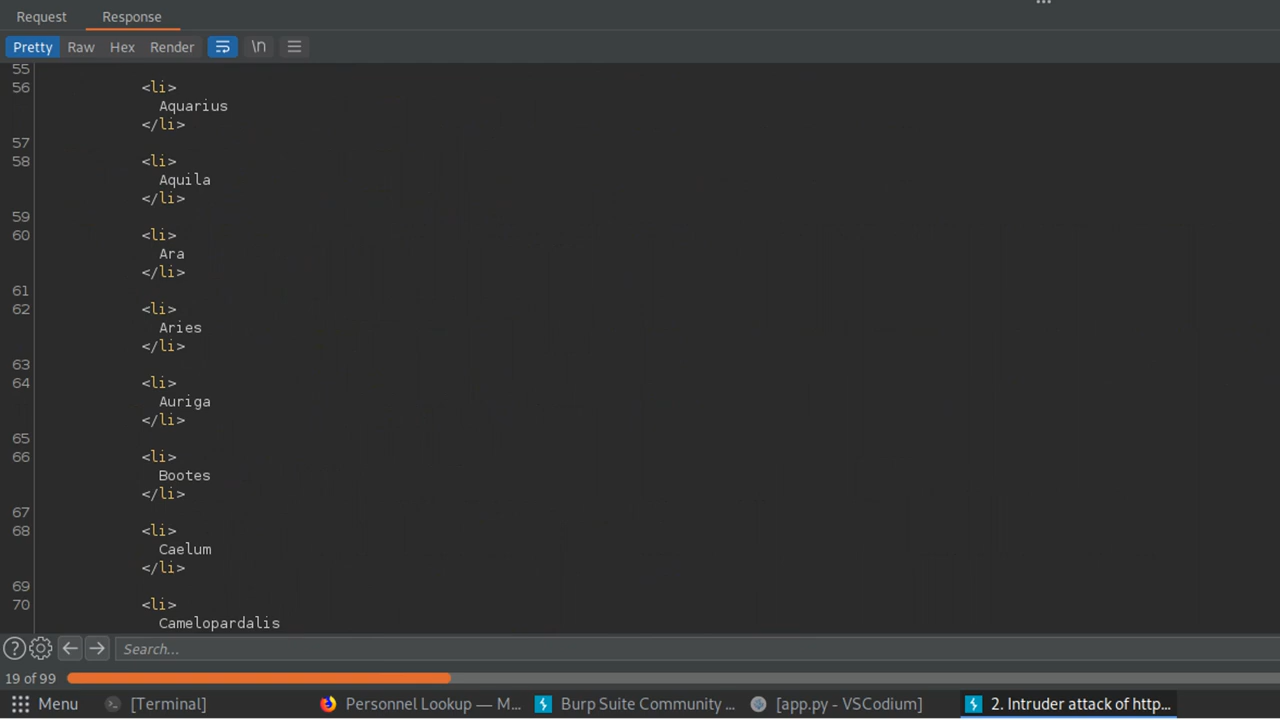 Request Response
Pretty Raw Hex Render \n
55
56 <li>
Aquarius
</li>
57
58 <li>
Aquila
</li>
59
60 <li>
Ara
</li>
61
62 <li>
Aries
</li>
63
64 <li>
Auriga
</li>
65
66 <li>
Bootes
</li>
67
68 <li>
Caelum
</li>
69
70 <li>
Camelopardalis
Search...
19 of 99
Menu [Terminal] Personnel Lookup — M... Burp Suite Community ... [app.py - VSCodium] 2. Intruder attack of http...